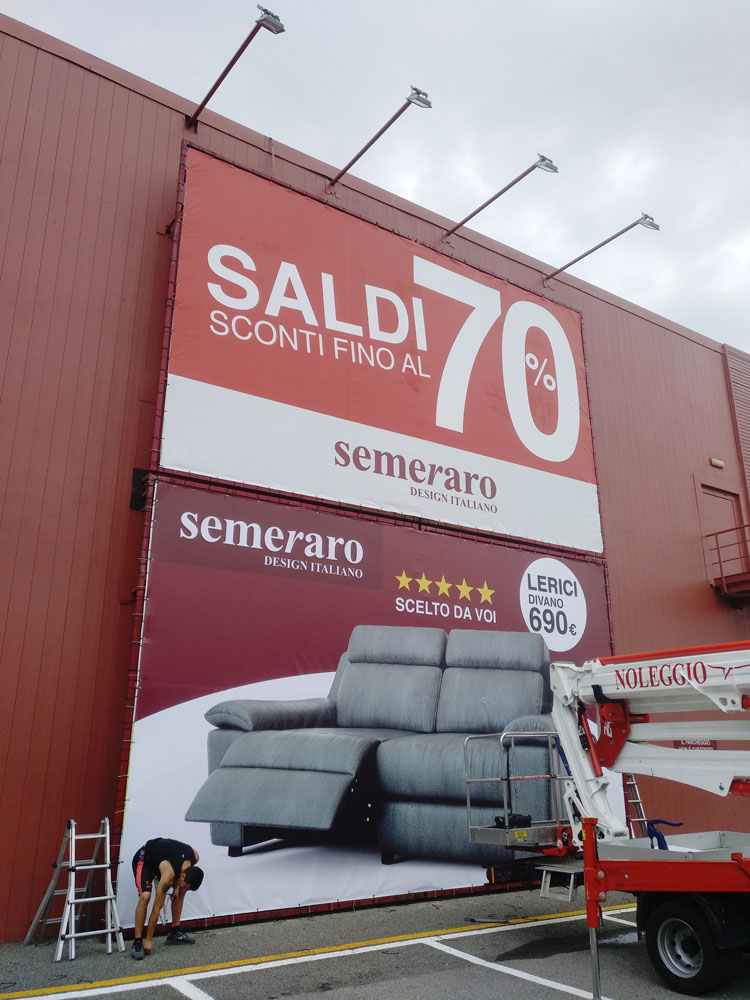 SALDI
SCONTI FINO AL
70%
semeraro
DESIGN ITALIANO
semeraro
DESIGN ITALIANO
★★★★★
SCELTO DA VOI
LERICI
DIVANO
690€
NOLEGGIO